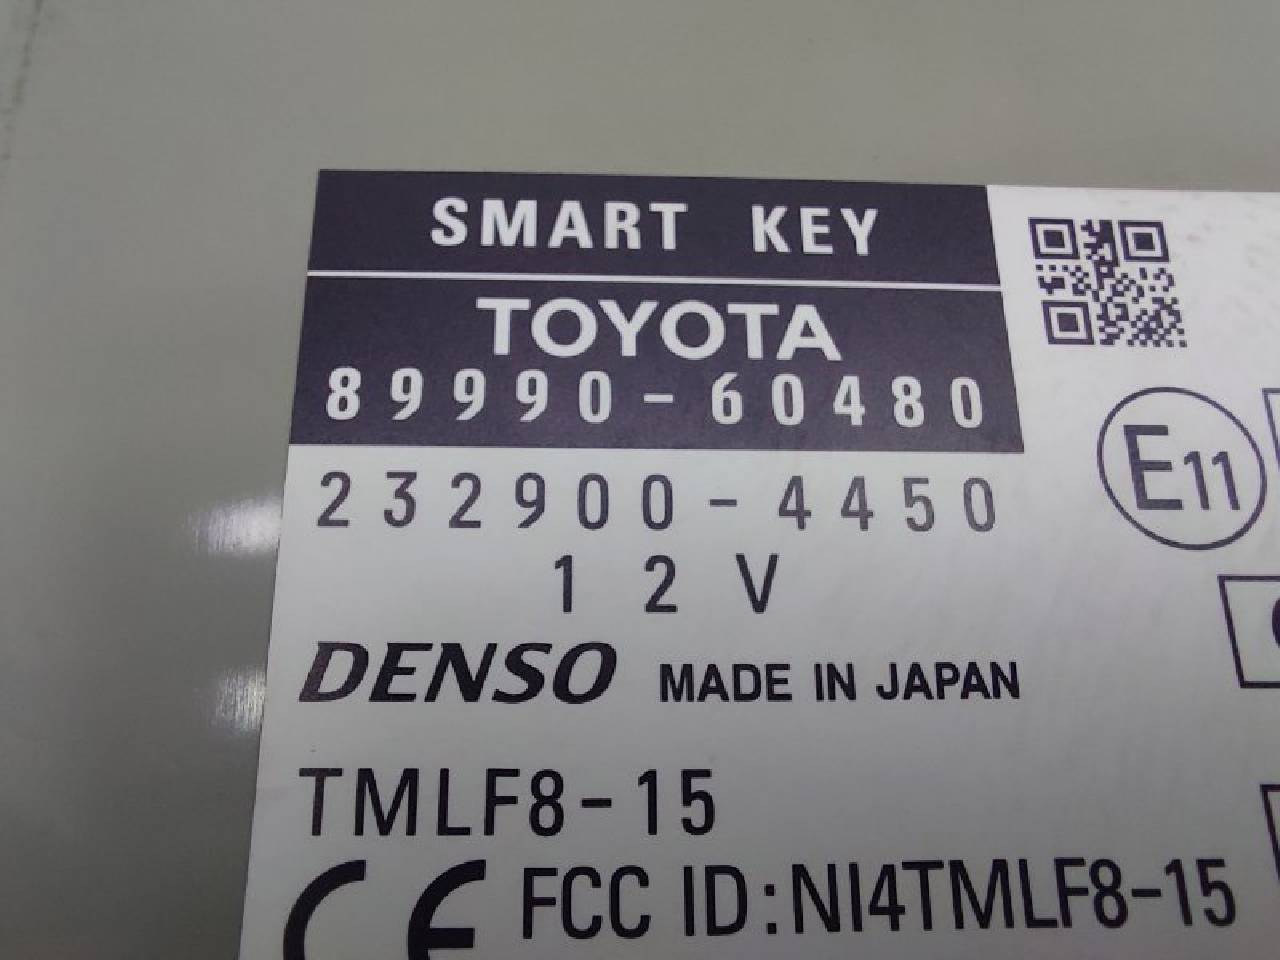 SMART KEY
TOYOTA
89990-60480
232900-4450
12V
DENSO MADE IN JAPAN
TMLF8-15
CE FCC ID:NI4TMLF8-15
E11